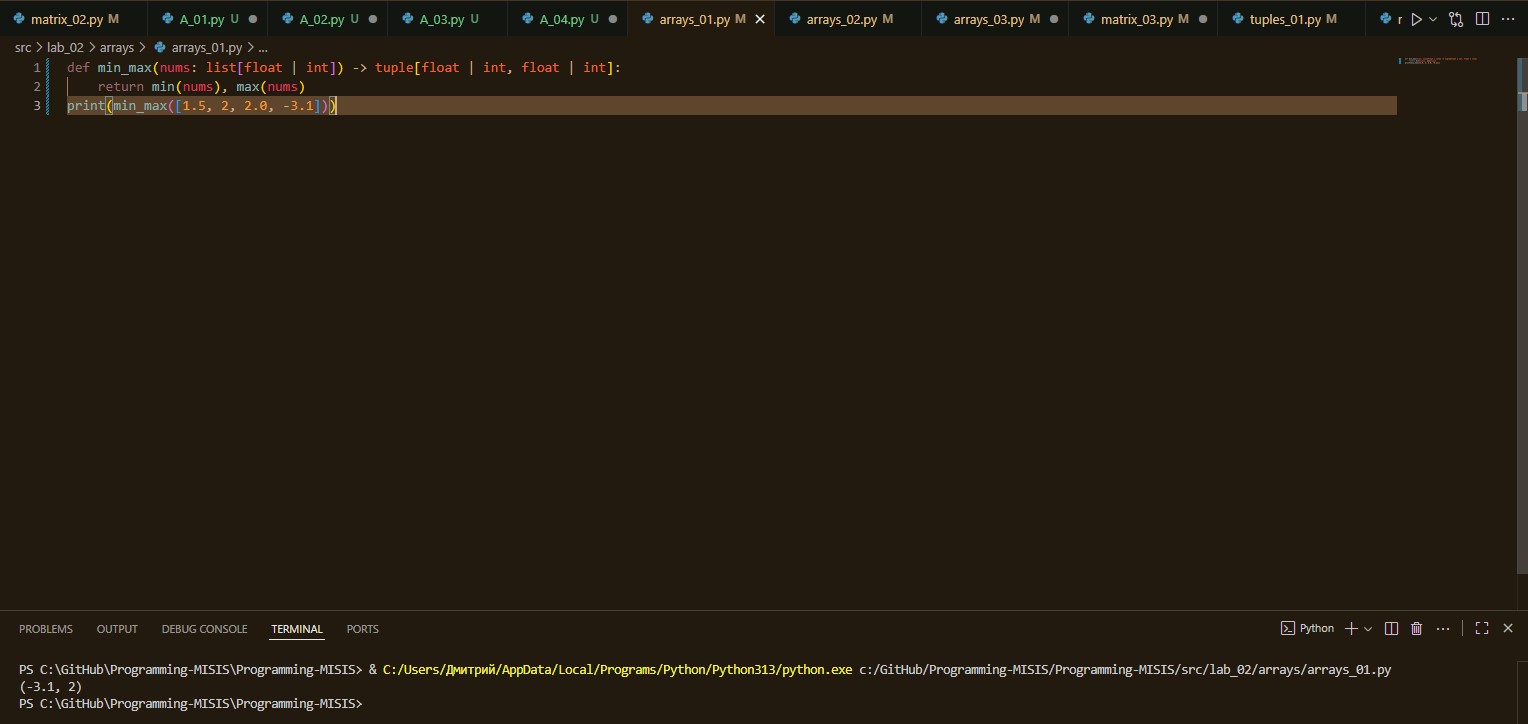 matrix_02.py M A_01.py U A_02.py U A_03.py U A_04.py U arrays_01.py M arrays_02.py M arrays_03.py M matrix_03.py M tuples_01.py M r
src > lab_02 > arrays > arrays_01.py > ...
1 def min_max(nums: list[float | int]) -> tuple[float | int, float | int]:
2 return min(nums), max(nums)
3 print(min_max([1.5, 2, 2.0, -3.1]))
PROBLEMS OUTPUT DEBUG CONSOLE TERMINAL PORTS Python
PS C:\GitHub\Programming-MISIS\Programming-MISIS> & C:/Users/Дмитрий/AppData/Local/Programs/Python/Python313/python.exe c:/GitHub/Programming-MISIS/Programming-MISIS/src/lab_02/arrays/arrays_01.py
(-3.1, 2)
PS C:\GitHub\Programming-MISIS\Programming-MISIS>